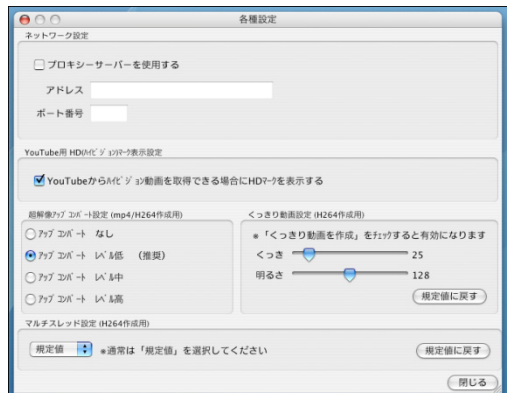 各種設定
ネットワーク設定
プロキシーサーバーを使用する
アドレス
ポート番号
YouTube用 HD(ﾊｲﾋﾞｼﾞｮﾝ)ﾏｰｸ表示設定
YouTubeからﾊｲﾋﾞｼﾞｮﾝ動画を取得できる場合にHDﾏｰｸを表示する
超解像ｱｯﾌﾟｺﾝﾊﾞｰﾄ設定 (mp4/H264作成用)
ｱｯﾌﾟｺﾝﾊﾞｰﾄ なし
ｱｯﾌﾟｺﾝﾊﾞｰﾄ ﾚﾍﾞﾙ低 (推奨)
ｱｯﾌﾟｺﾝﾊﾞｰﾄ ﾚﾍﾞﾙ中
ｱｯﾌﾟｺﾝﾊﾞｰﾄ ﾚﾍﾞﾙ高
くっきり動画設定 (H264作成用)
※「くっきり動画を作成」をﾁｪｯｸすると有効になります
くっき 25
明るさ 128
規定値に戻す
マルチスレッド設定 (H264作成用)
規定値 ※通常は「規定値」を選択してください 規定値に戻す
閉じる